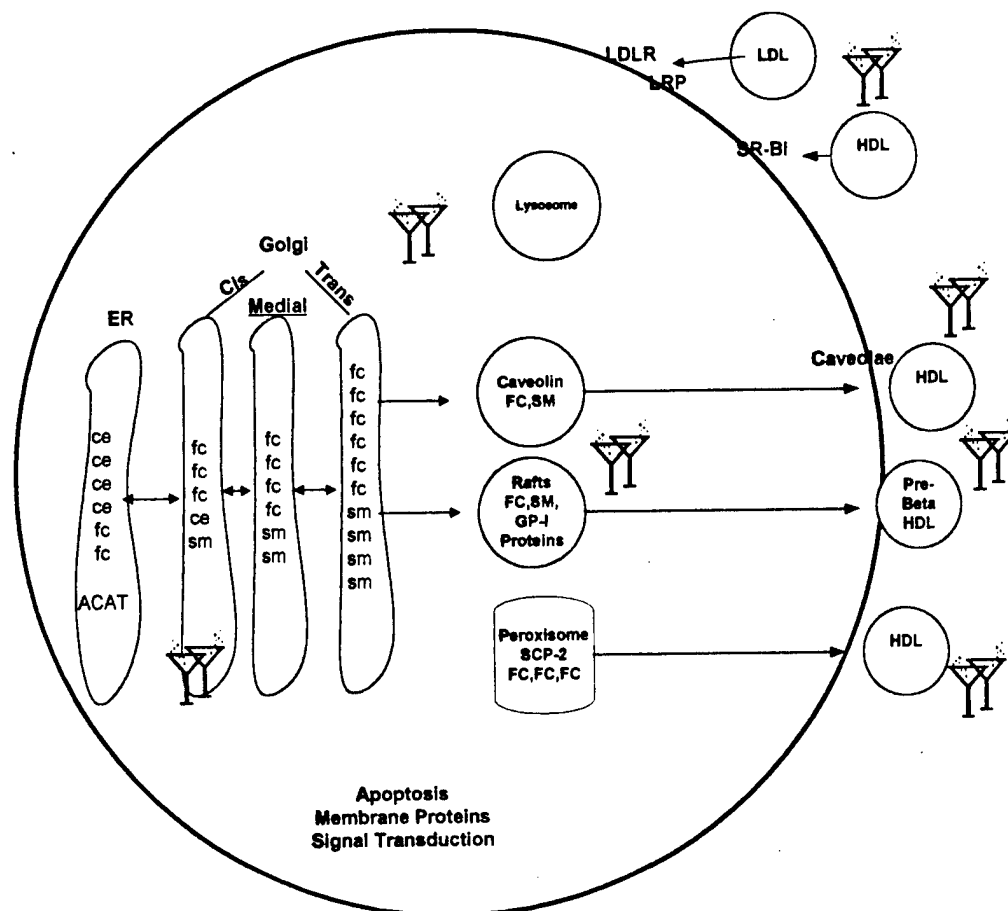 LDLR
LRP
LDL
SR-BI
HDL
Lysosome
Golgi
Cis
Medial
Trans
ER
ce
ce
ce
ce
fc
fc
ACAT
fc
fc
fc
ce
sm
fc
fc
fc
fc
sm
sm
fc
fc
fc
fc
fc
fc
sm
sm
sm
sm
Caveolin
FC,SM
Caveolae
HDL
Rafts
FC,SM,
GP-I
Proteins
Pre-
Beta
HDL
Peroxisome
SCP-2
FC,FC,FC
HDL
Apoptosis
Membrane Proteins
Signal Transduction